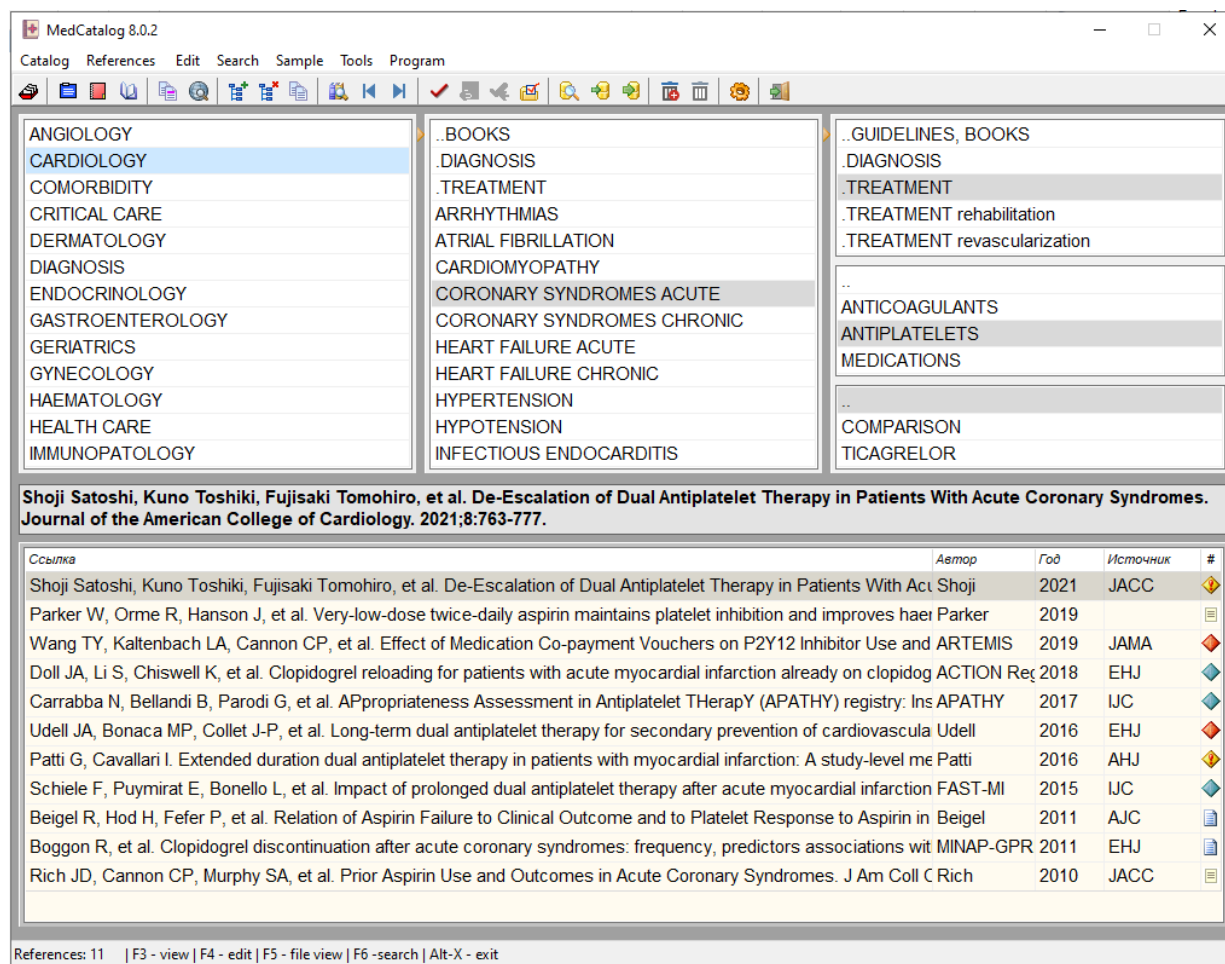 MedCatalog 8.0.2
Catalog References Edit Search Sample Tools Program
ANGIOLOGY
CARDIOLOGY
COMORBIDITY
CRITICAL CARE
DERMATOLOGY
DIAGNOSIS
ENDOCRINOLOGY
GASTROENTEROLOGY
GERIATRICS
GYNECOLOGY
HAEMATOLOGY
HEALTH CARE
IMMUNOPATOLOGY
..BOOKS
.DIAGNOSIS
.TREATMENT
ARRHYTHMIAS
ATRIAL FIBRILLATION
CARDIOMYOPATHY
CORONARY SYNDROMES ACUTE
CORONARY SYNDROMES CHRONIC
HEART FAILURE ACUTE
HEART FAILURE CHRONIC
HYPERTENSION
HYPOTENSION
INFECTIOUS ENDOCARDITIS
..GUIDELINES, BOOKS
.DIAGNOSIS
.TREATMENT
.TREATMENT rehabilitation
.TREATMENT revascularization
..
ANTICOAGULANTS
ANTIPLATELETS
MEDICATIONS
..
COMPARISON
TICAGRELOR
Shoji Satoshi, Kuno Toshiki, Fujisaki Tomohiro, et al. De-Escalation of Dual Antiplatelet Therapy in Patients With Acute Coronary Syndromes.
Journal of the American College of Cardiology. 2021;8:763-777.
Ссылка Автор Год Источник #
Shoji Satoshi, Kuno Toshiki, Fujisaki Tomohiro, et al. De-Escalation of Dual Antiplatelet Therapy in Patients With Acu Shoji 2021 JACC
Parker W, Orme R, Hanson J, et al. Very-low-dose twice-daily aspirin maintains platelet inhibition and improves haer Parker 2019
Wang TY, Kaltenbach LA, Cannon CP, et al. Effect of Medication Co-payment Vouchers on P2Y12 Inhibitor Use and ARTEMIS 2019 JAMA
Doll JA, Li S, Chiswell K, et al. Clopidogrel reloading for patients with acute myocardial infarction already on clopidog ACTION Reg 2018 EHJ
Carrabba N, Bellandi B, Parodi G, et al. APpropriateness Assessment in Antiplatelet THerapY (APATHY) registry: Ins APATHY 2017 IJC
Udell JA, Bonaca MP, Collet J-P, et al. Long-term dual antiplatelet therapy for secondary prevention of cardiovascula Udell 2016 EHJ
Patti G, Cavallari I. Extended duration dual antiplatelet therapy in patients with myocardial infarction: A study-level me Patti 2016 AHJ
Schiele F, Puymirat E, Bonello L, et al. Impact of prolonged dual antiplatelet therapy after acute myocardial infarction FAST-MI 2015 IJC
Beigel R, Hod H, Fefer P, et al. Relation of Aspirin Failure to Clinical Outcome and to Platelet Response to Aspirin in Beigel 2011 AJC
Boggon R, et al. Clopidogrel discontinuation after acute coronary syndromes: frequency, predictors associations wit MINAP-GPR 2011 EHJ
Rich JD, Cannon CP, Murphy SA, et al. Prior Aspirin Use and Outcomes in Acute Coronary Syndromes. J Am Coll C Rich 2010 JACC
References: 11 | F3 - view | F4 - edit | F5 - file view | F6 -search | Alt-X - exit